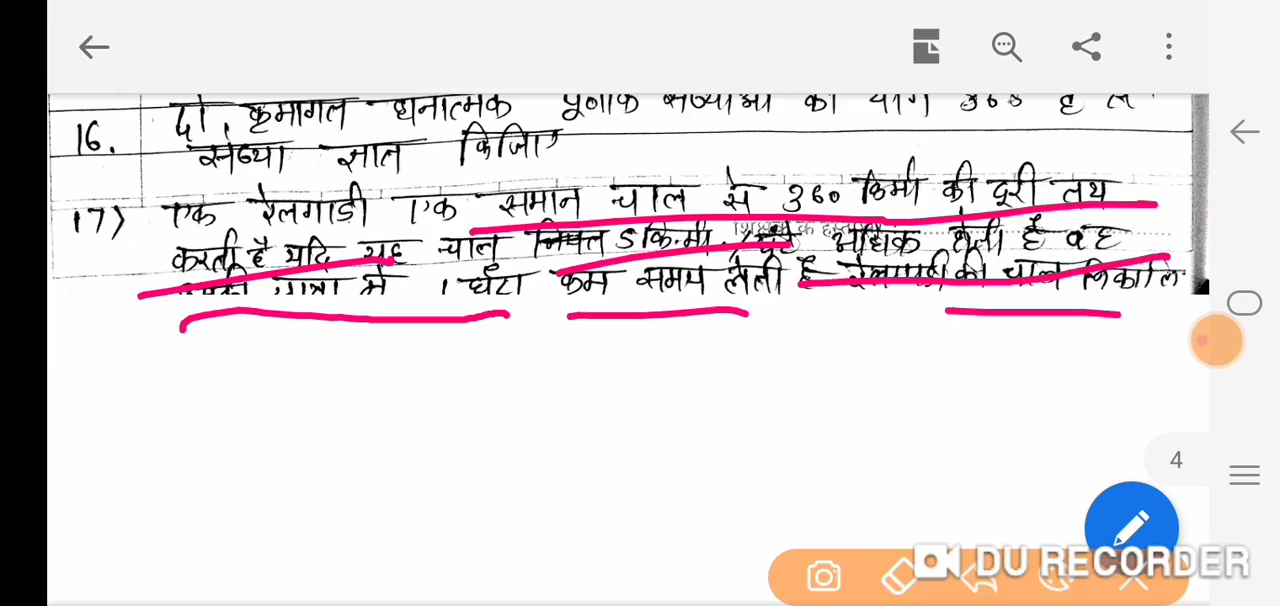 दो क्रमागत धनात्मक पूर्णांक संख्याओं का योग
16.
संख्या ज्ञात किजिए
17) एक रेलगाडी एक समान चाल से 360 किमी की दूरी तय
करती है यदि यह चाल 5 कि.मी. अधिक होती है वह
यात्रा में 1 घँटा कम समय लेती है रेलगाडी की चाल निकालि
4
DU RECORDER